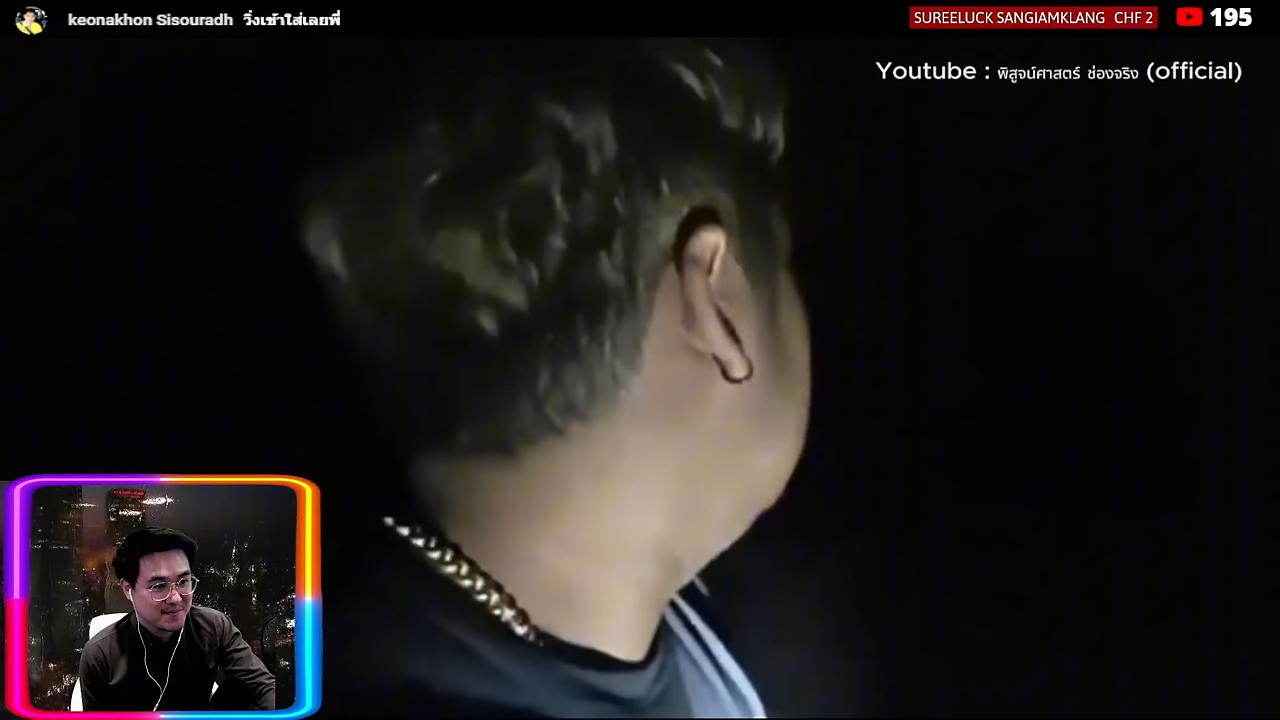 keonakhon Sisouradh วิ่งเข้าใส่เลยพี่
SUREELUCK SANGIAMKLANG CHF 2
195
Youtube : พิสูจน์ศาสตร์ ช่องจริง (official)